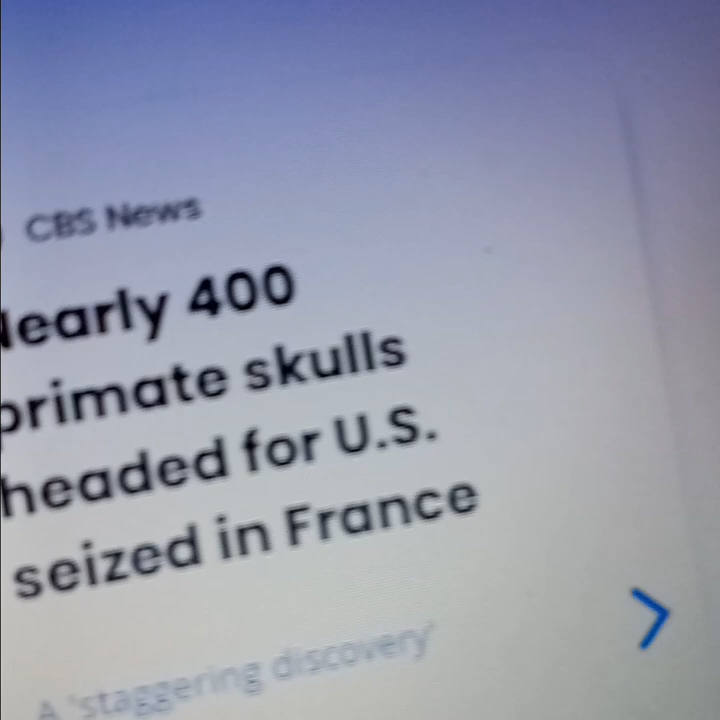 CBS News
Nearly 400
primate skulls
headed for U.S.
seized in France
A 'staggering discovery'